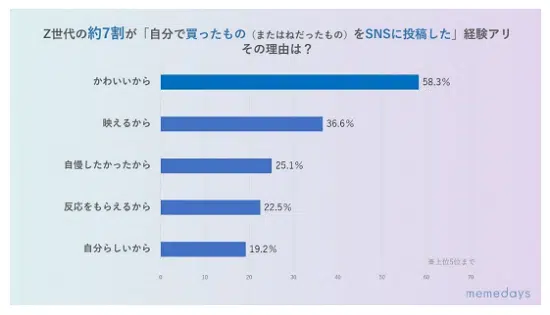 Z世代の約7割が「自分で買ったもの（またはねだったもの）をSNSに投稿した」経験アリ
その理由は？
かわいいから 58.3%
映えるから 36.6%
自慢したかったから 25.1%
反応をもらえるから 22.5%
自分らしいから 19.2%
※上位5位まで
0 10 20 30 40 50 60 70
memedays